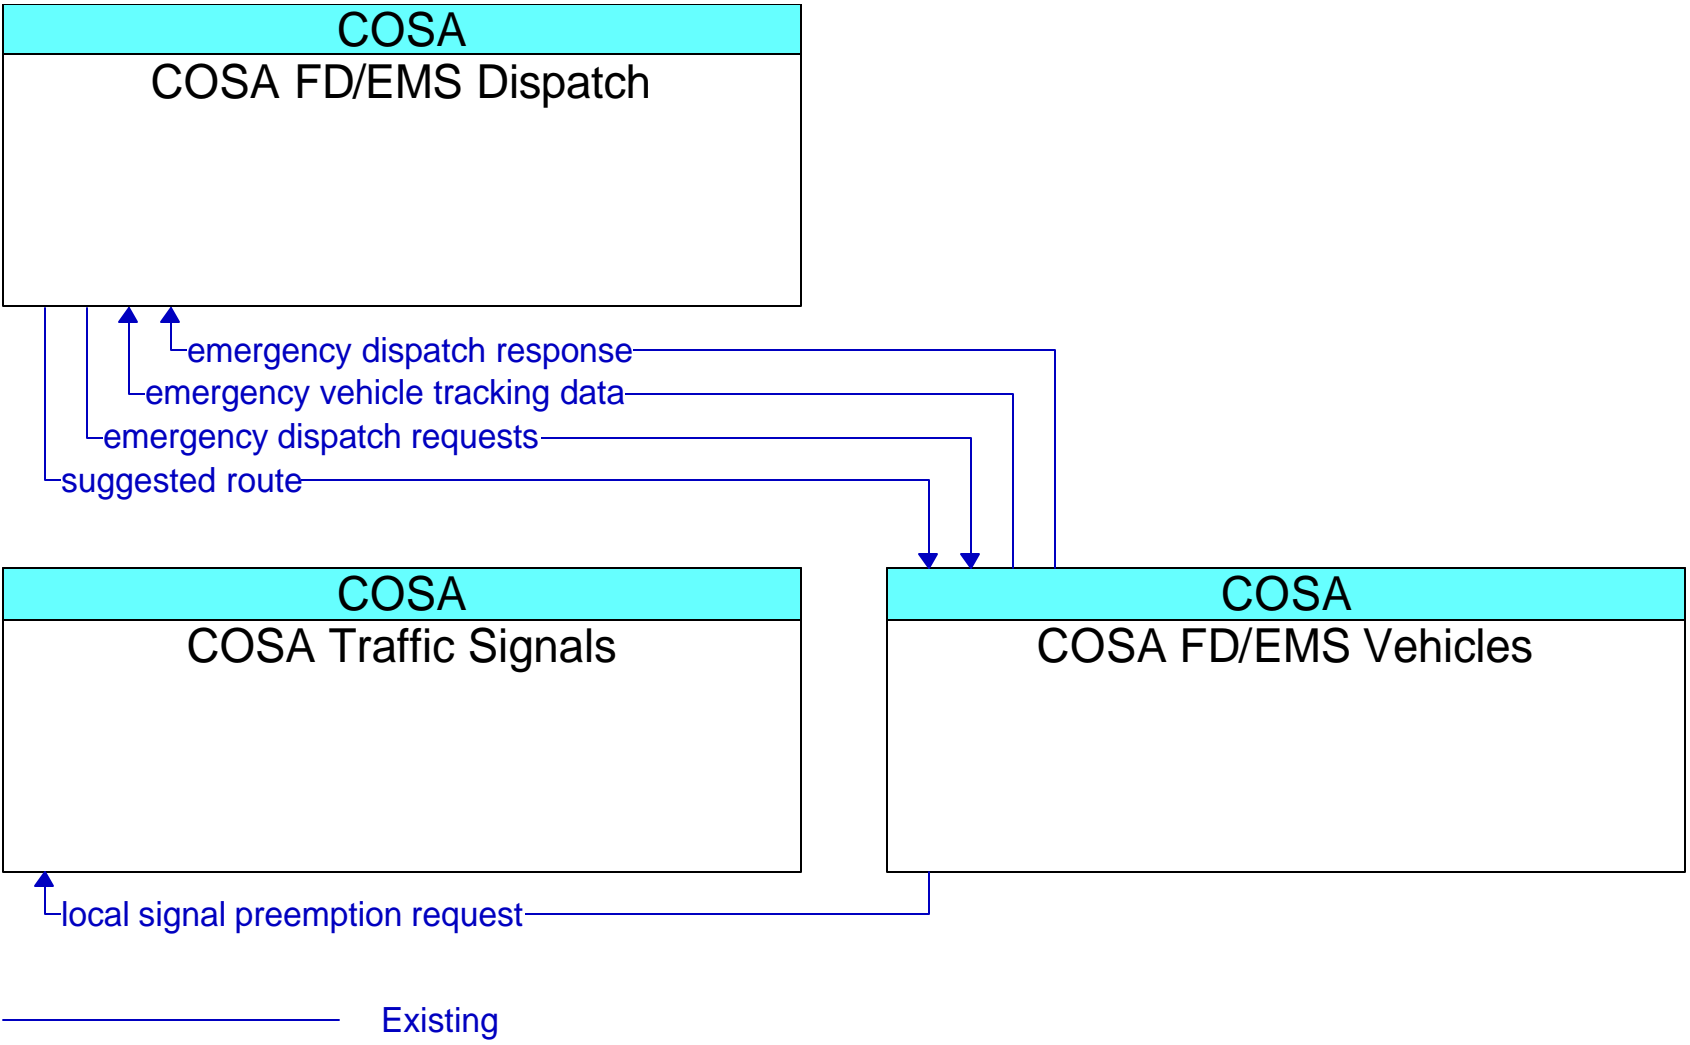 COSA
COSA FD/EMS Dispatch
emergency dispatch response
emergency vehicle tracking data
emergency dispatch requests
suggested route
COSA
COSA Traffic Signals
COSA
COSA FD/EMS Vehicles
local signal preemption request
Existing